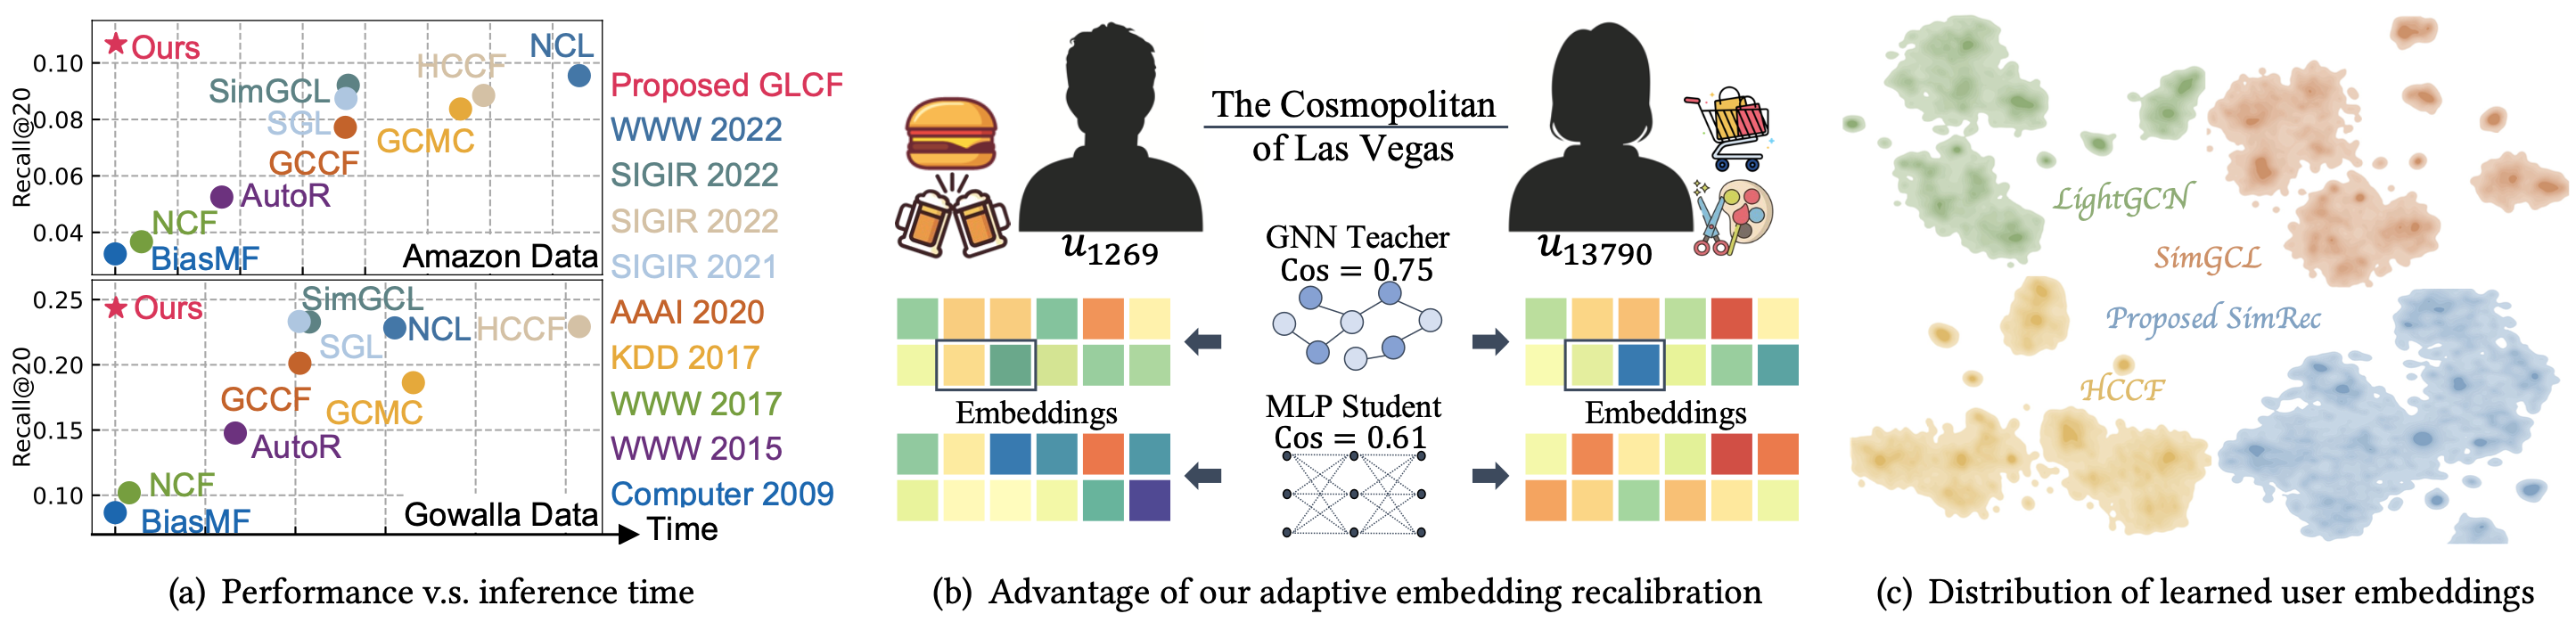 Recall@20
0.10
0.08
0.06
0.04
Ours
NCL
HCCF
SimGCL
SGL
GCMC
GCCF
AutoR
NCF
BiasMF
Amazon Data
Recall@20
0.25
0.20
0.15
0.10
Ours
SimGCL
NCL
HCCF
SGL
GCCF
GCMC
AutoR
NCF
BiasMF
Gowalla Data
Time
Proposed GLCF
WWW 2022
SIGIR 2022
SIGIR 2022
SIGIR 2021
AAAI 2020
KDD 2017
WWW 2017
WWW 2015
Computer 2009
(a) Performance v.s. inference time
The Cosmopolitan
of Las Vegas
u1269
u13790
GNN Teacher
Cos = 0.75
Embeddings
Embeddings
MLP Student
Cos = 0.61
(b) Advantage of our adaptive embedding recalibration
LightGCN
SimGCL
Proposed SimRec
HCCF
(c) Distribution of learned user embeddings